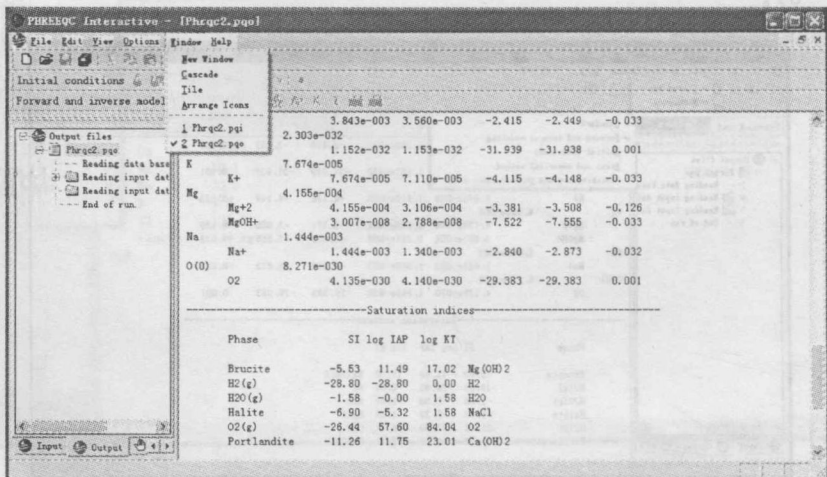 PHREEQC Interactive - [Phrqc2.pqo]
File Edit View Options Window Help
New Window
Cascade
Tile
Arrange Icons
1 Phrqc2.pqi
✓ 2 Phrqc2.pqo
Initial conditions
Forward and inverse model
Output files
Phrqc2.pqo
Reading data base
Reading input dat
Reading input dat
End of run.
3.843e-003 3.560e-003 -2.415 -2.449 -0.033
2.303e-032
1.152e-032 1.153e-032 -31.939 -31.938 0.001
K 7.674e-005
K+ 7.674e-005 7.110e-005 -4.115 -4.148 -0.033
Mg 4.155e-004
Mg+2 4.155e-004 3.106e-004 -3.381 -3.508 -0.126
MgOH+ 3.007e-008 2.788e-008 -7.522 -7.555 -0.033
Na 1.444e-003
Na+ 1.444e-003 1.340e-003 -2.840 -2.873 -0.032
O(0) 8.271e-030
O2 4.135e-030 4.140e-030 -29.383 -29.383 0.001
Saturation indices
Phase SI log IAP log KT
Brucite -5.53 11.49 17.02 Mg(OH)2
H2(g) -28.80 -28.80 0.00 H2
H2O(g) -1.58 -0.00 1.58 H2O
Halite -6.90 -5.32 1.58 NaCl
O2(g) -26.44 57.60 84.04 O2
Portlandite -11.26 11.75 23.01 Ca(OH)2
Input Output